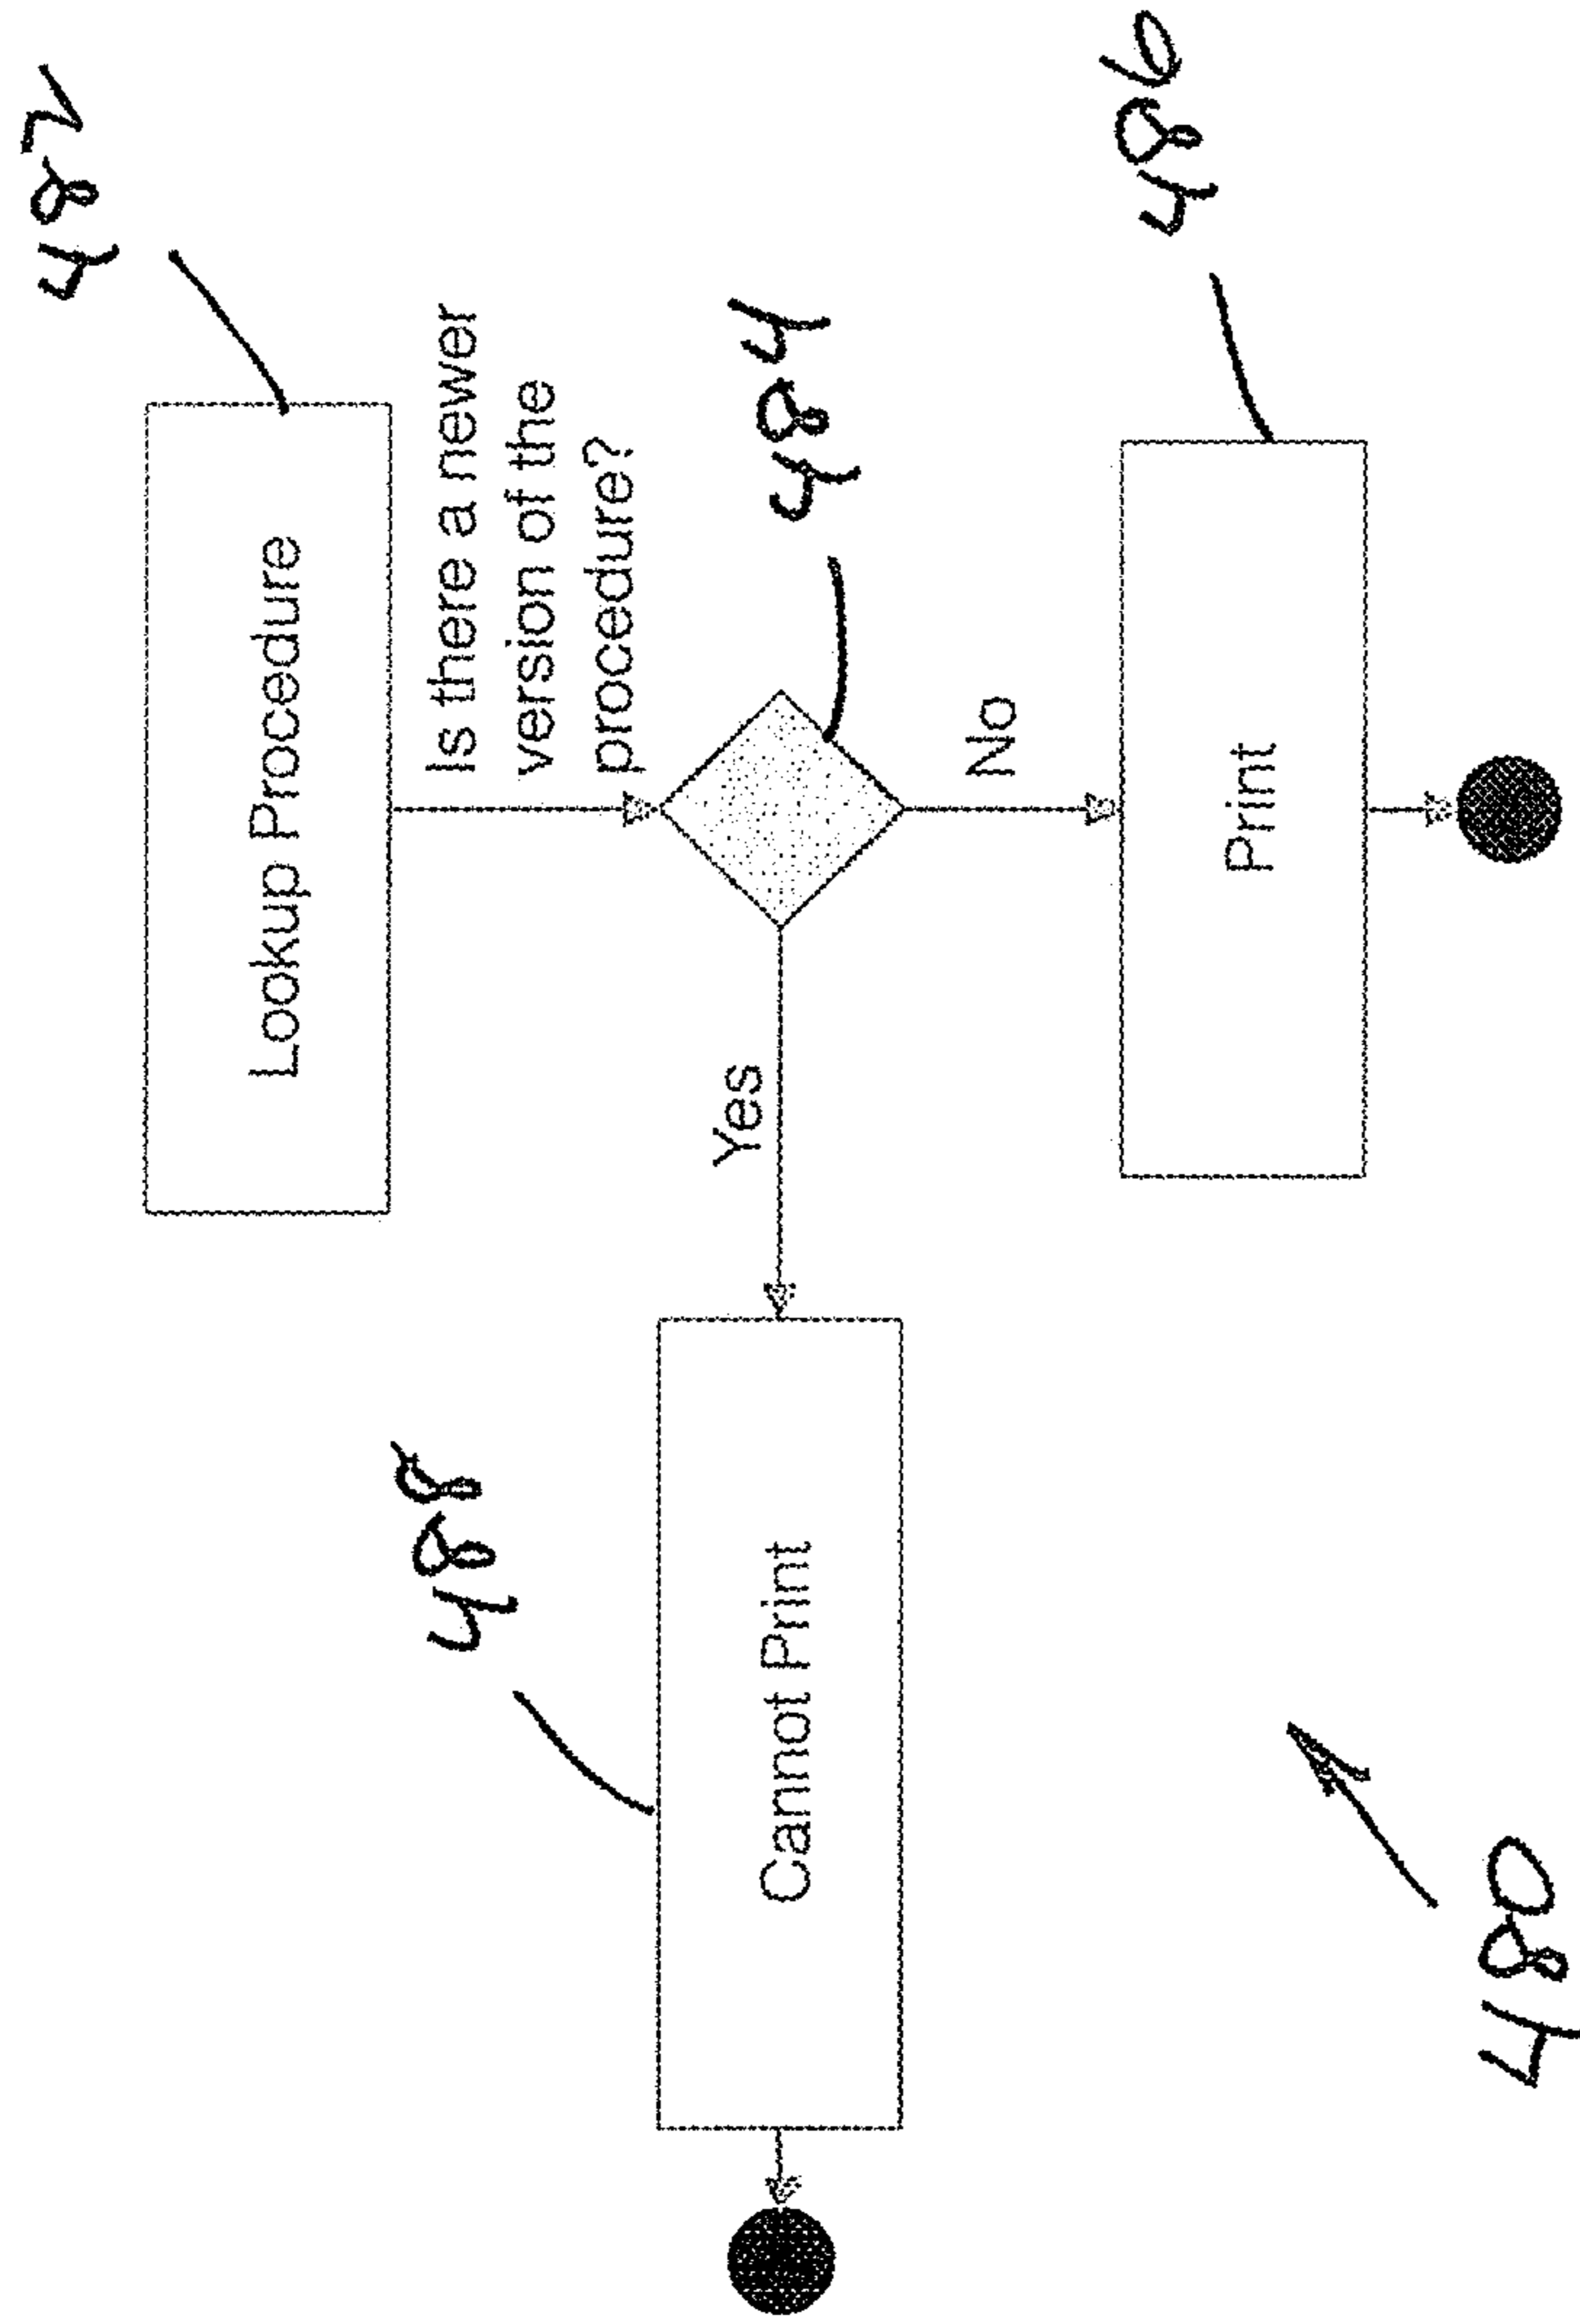 482
Lookup Procedure
Is there a newer
version of the
procedure?
484
Yes
No
488
Cannot Print
486
Print
480